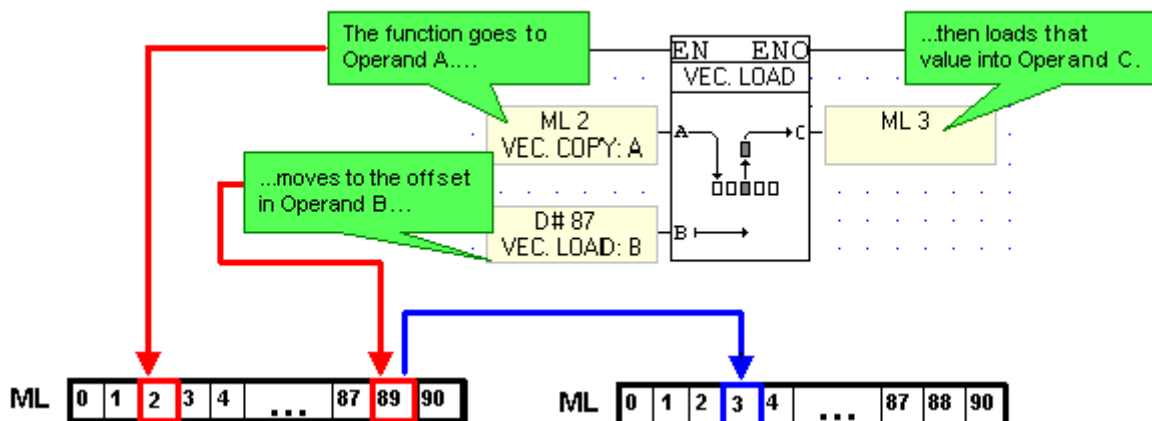 The function goes to
Operand A....
EN ENO
VEC. LOAD
...then loads that
value into Operand C.
ML 2
VEC. COPY: A
A
C
ML 3
...moves to the offset
in Operand B...
D# 87
VEC. LOAD: B
B
ML 0 1 2 3 4 ... 87 89 90
ML 0 1 2 3 4 ... 87 88 90